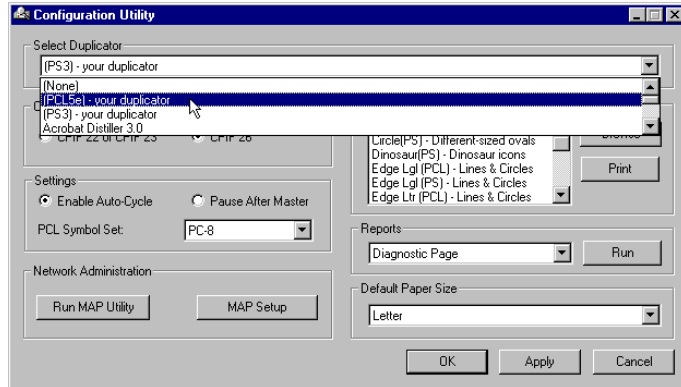 Configuration Utility
Select Duplicator
(PS3) - your duplicator
(None)
(PCL5e) - your duplicator
(PS3) - your duplicator
Acrobat Distiller 3.0
CPIF 22 or CPIF 23
CPIF 26
Circle(PS) - Different-sized ovals
Dinosaur(PS) - Dinosaur icons
Edge Lgl (PCL) - Lines & Circles
Edge Lgl (PS) - Lines & Circles
Edge Ltr (PCL) - Lines & Circles
Print
Settings
Enable Auto-Cycle
Pause After Master
PCL Symbol Set:
PC-8
Reports
Diagnostic Page
Run
Network Administration
Run MAP Utility
MAP Setup
Default Paper Size
Letter
OK
Apply
Cancel